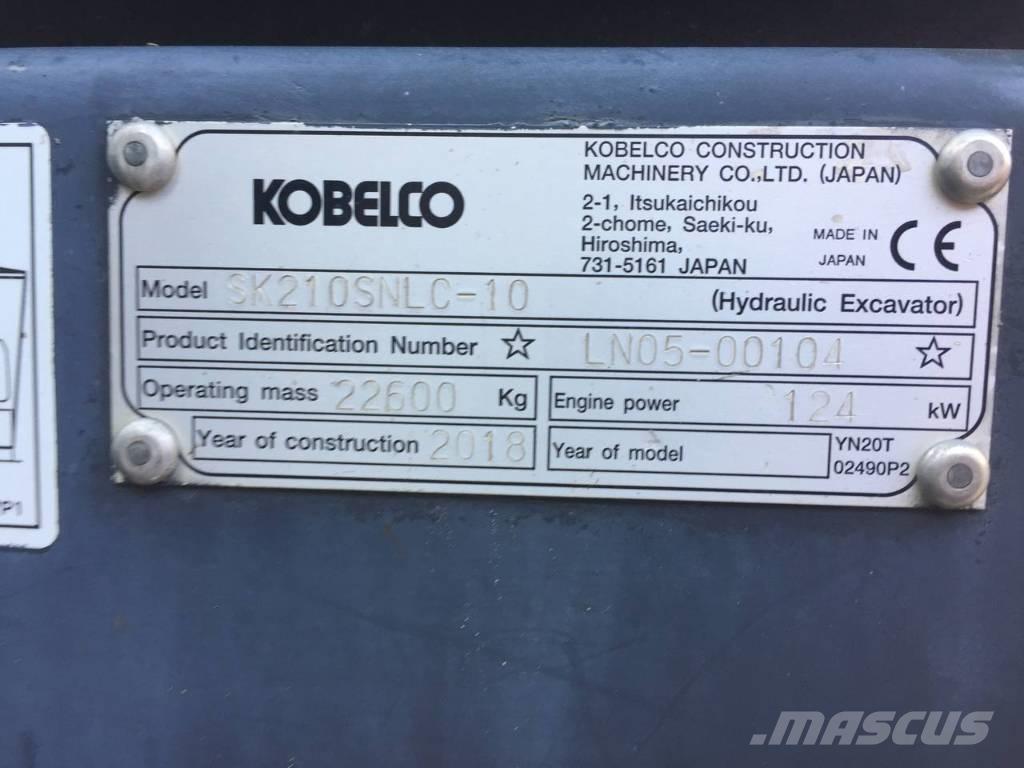 KOBELCO
KOBELCO CONSTRUCTION
MACHINERY CO.,LTD. (JAPAN)
2-1, Itsukaichikou
2-chome, Saeki-ku,
Hiroshima,
731-5161 JAPAN
MADE IN
JAPAN
CE
Model SK210SNLC-10 (Hydraulic Excavator)
Product Identification Number ☆ LN05-00104 ☆
Operating mass 22600 Kg
Engine power 124 kW
Year of construction 2018
Year of model
YN20T
02490P2
P1
.MASCUS